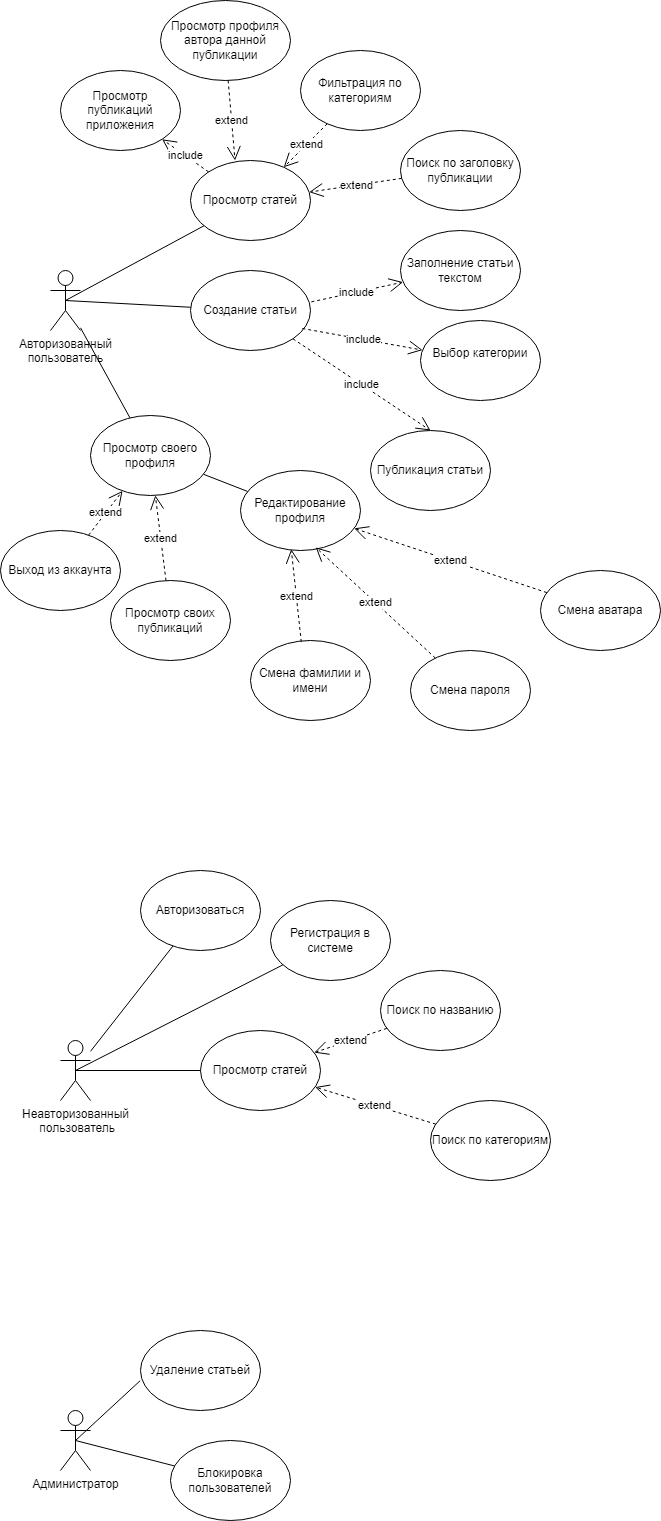 Просмотр профиля
автора данной
публикации
Фильтрация по
категориям
Просмотр
публикаций
приложения
extend
extend
include
Поиск по заголовку
публикации
extend
Просмотр статей
Заполнение статьи
текстом
include
Создание статьи
include
Выбор категории
Авторизованный
пользователь
include
Просмотр своего
профиля
Публикация статьи
Редактирование
профиля
extend
extend
Выход из аккаунта
extend
extend
extend
Просмотр своих
публикаций
Смена аватара
Смена фамилии и
имени
Смена пароля
Авторизоваться
Регистрация в
системе
Поиск по названию
extend
Просмотр статей
extend
Неавторизованный
пользователь
Поиск по категориям
Удаление статьей
Администратор
Блокировка
пользователей